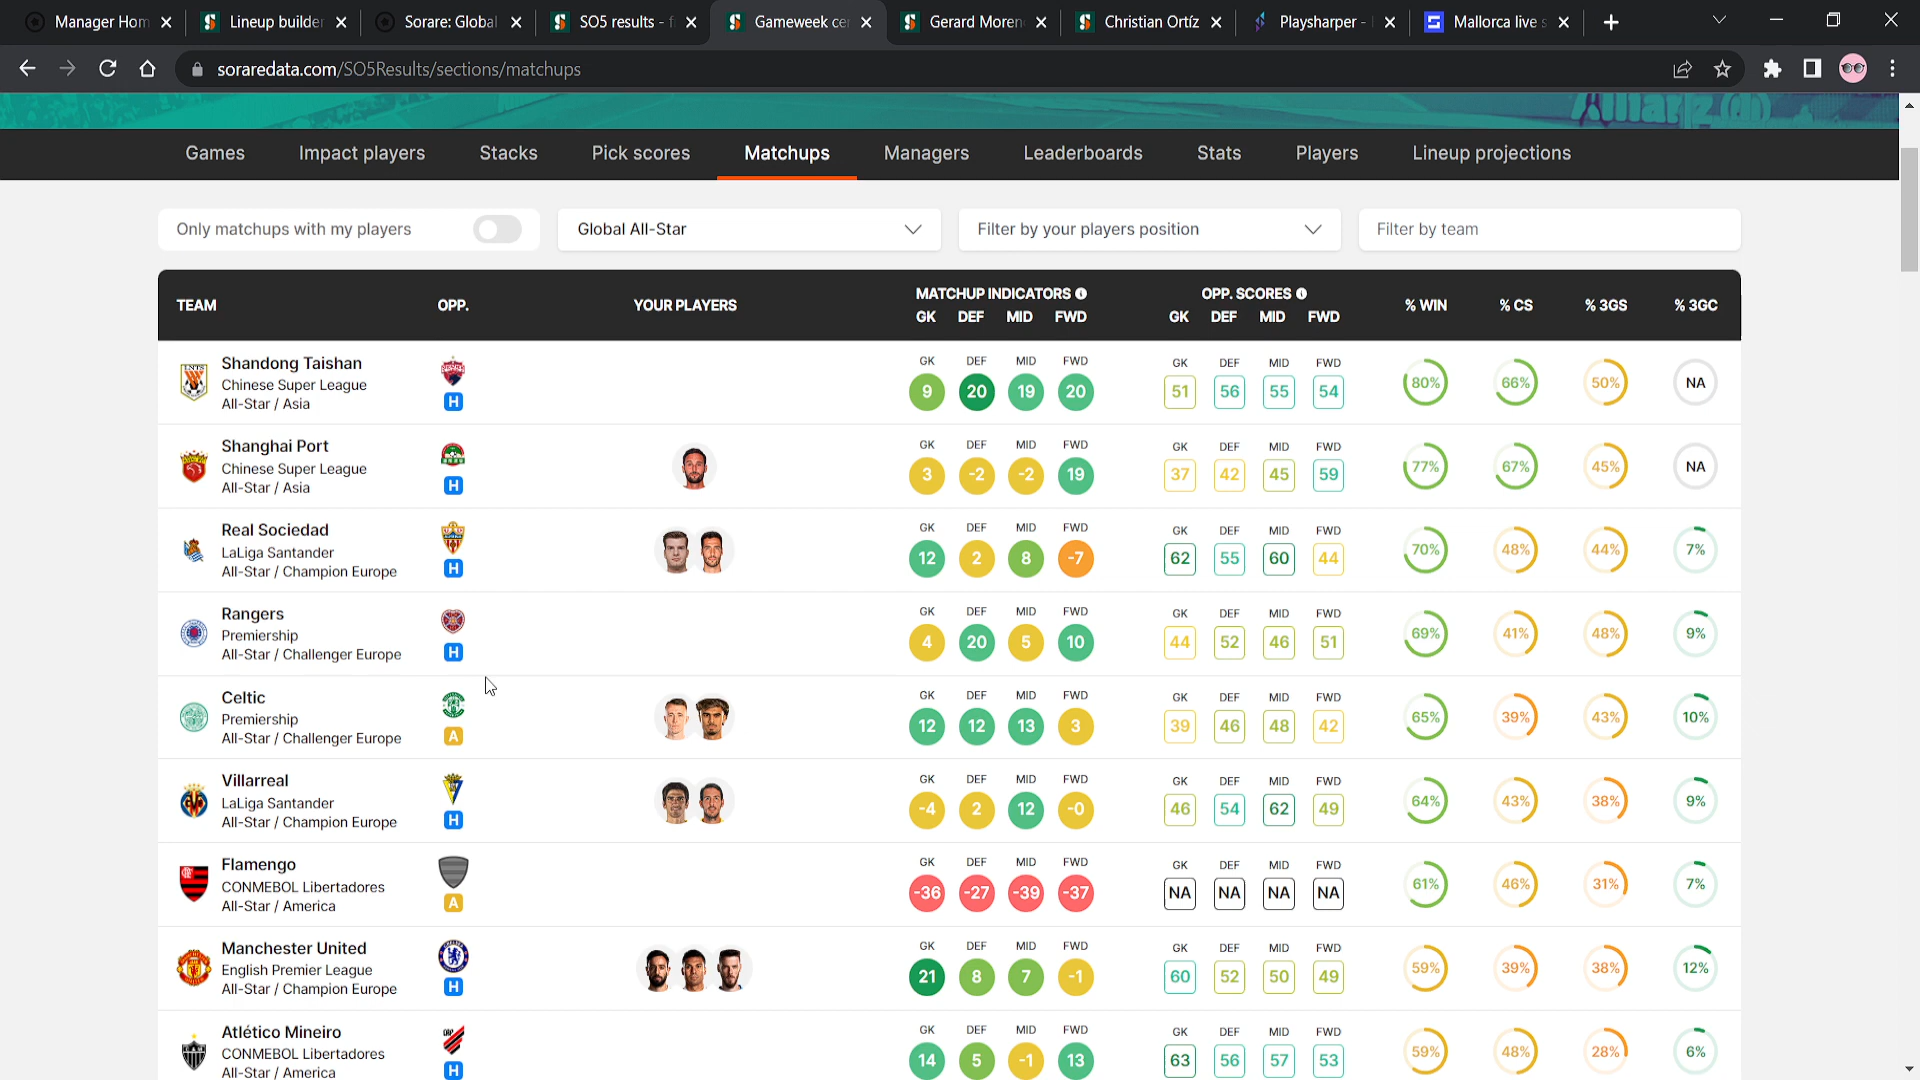 Manager Hom
Lineup builder
Sorare: Global
SO5 results - f
Gameweek ce
Gerard Moren
Christian Ortíz
Playsharper -
Mallorca live s
soraredata.com/SO5Results/sections/matchups
Games Impact players Stacks Pick scores Matchups Managers Leaderboards Stats Players Lineup projections
Only matchups with my players
Global All-Star
Filter by your players position
Filter by team
TEAM OPP. YOUR PLAYERS MATCHUP INDICATORS OPP. SCORES % WIN % CS % 3GS % 3GC
GK DEF MID FWD GK DEF MID FWD
Shandong Taishan
Chinese Super League
All-Star / Asia
H
GK DEF MID FWD GK DEF MID FWD
9 20 19 20 51 56 55 54 80% 66% 50% NA
Shanghai Port
Chinese Super League
All-Star / Asia
H
GK DEF MID FWD GK DEF MID FWD
3 -2 -2 19 37 42 45 59 77% 67% 45% NA
Real Sociedad
LaLiga Santander
All-Star / Champion Europe
H
GK DEF MID FWD GK DEF MID FWD
12 2 8 -7 62 55 60 44 70% 48% 44% 7%
Rangers
Premiership
All-Star / Challenger Europe
H
GK DEF MID FWD GK DEF MID FWD
4 20 5 10 44 52 46 51 69% 41% 48% 9%
Celtic
Premiership
All-Star / Challenger Europe
A
GK DEF MID FWD GK DEF MID FWD
12 12 13 3 39 46 48 42 65% 39% 43% 10%
Villarreal
LaLiga Santander
All-Star / Champion Europe
H
GK DEF MID FWD GK DEF MID FWD
-4 2 12 -0 46 54 62 49 64% 43% 38% 9%
Flamengo
CONMEBOL Libertadores
All-Star / America
A
GK DEF MID FWD GK DEF MID FWD
-36 -27 -39 -37 NA NA NA NA 61% 46% 31% 7%
Manchester United
English Premier League
All-Star / Champion Europe
H
GK DEF MID FWD GK DEF MID FWD
21 8 7 -1 60 52 50 49 59% 39% 38% 12%
Atlético Mineiro
CONMEBOL Libertadores
All-Star / America
H
GK DEF MID FWD GK DEF MID FWD
14 5 -1 13 63 56 57 53 59% 48% 28% 6%